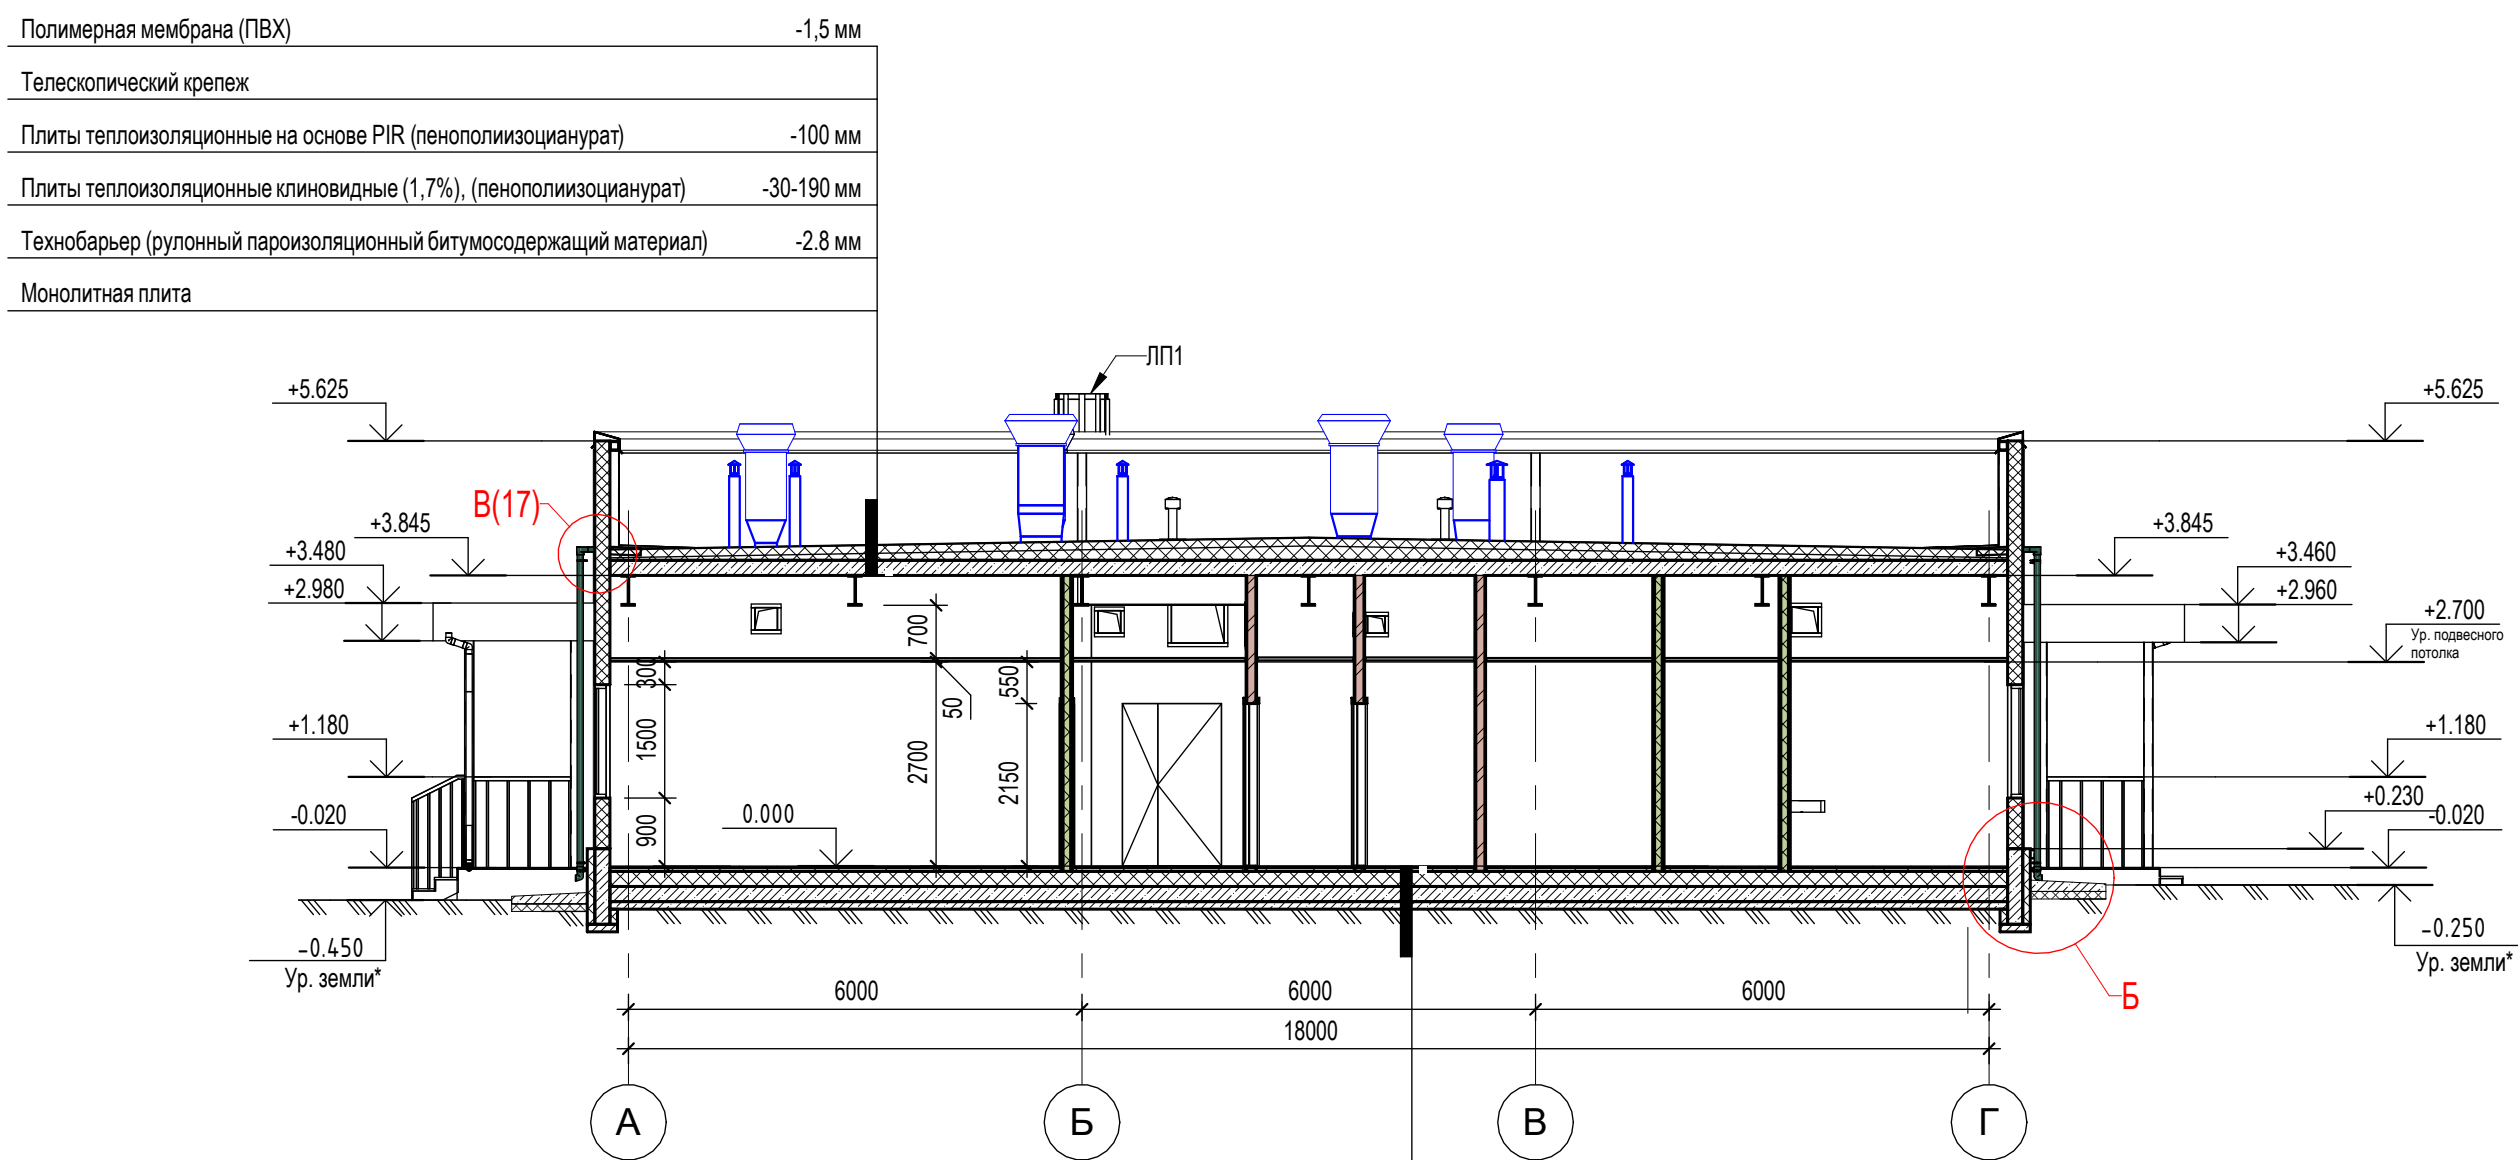 Полимерная мембрана (ПВХ) -1,5 мм
Телескопический крепеж
Плиты теплоизоляционные на основе PIR (пенополиизоцианурат) -100 мм
Плиты теплоизоляционные клиновидные (1,7%), (пенополиизоцианурат) -30-190 мм
Технобарьер (рулонный пароизоляционный битумосодержащий материал) -2.8 мм
Монолитная плита
ЛП1
+5.625
+5.625
В(17)
+3.845
+3.845
+3.480
+3.460
+2.980
+2.960
+2.700
Ур. подвесного
потолка
700
300
550
50
1500
2700
2150
900
+1.180
+1.180
+0.230
-0.020
-0.020
0.000
-0.450
Ур. земли*
-0.250
Ур. земли*
6000
6000
6000
Б
18000
А
Б
В
Г